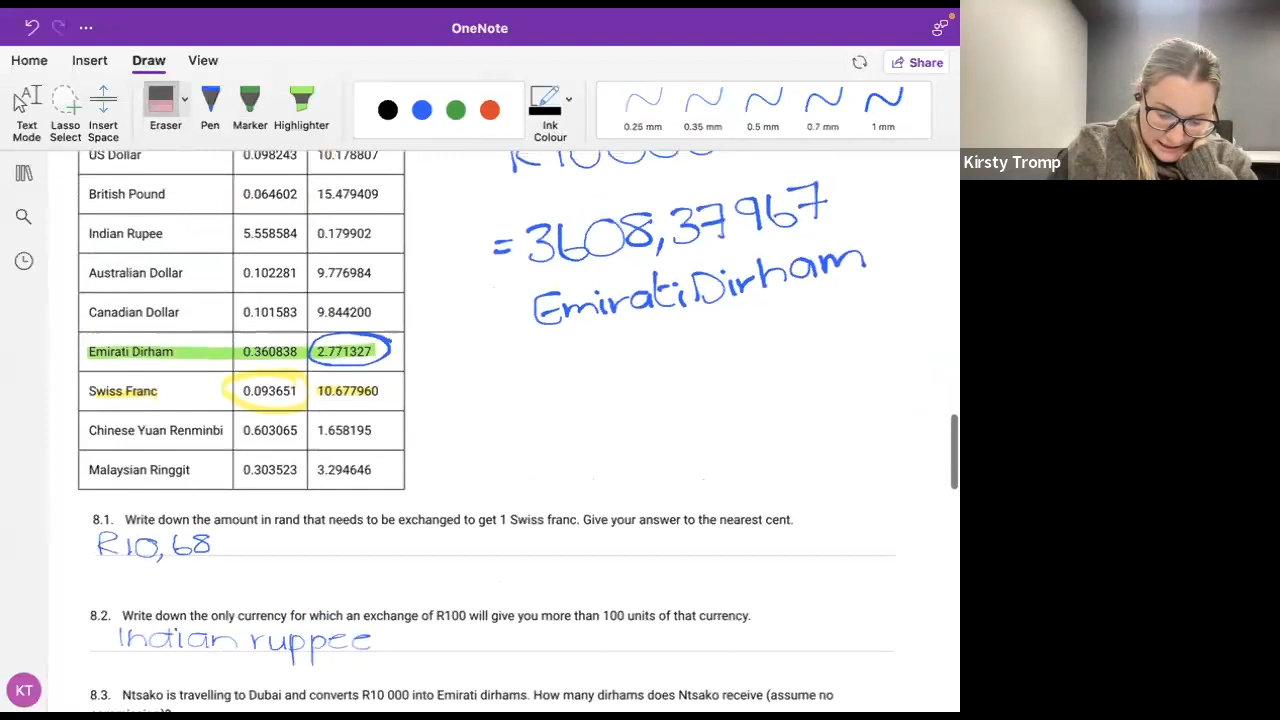 OneNote
Home Insert Draw View
Share
Text Mode
Lasso Select
Insert Space
Eraser
Pen
Marker
Highlighter
Ink Colour
0.25 mm
0.35 mm
0.5 mm
0.7 mm
1 mm
Kirsty Tromp
US Dollar 0.098243 10.178807
British Pound 0.064602 15.479409
Indian Rupee 5.558584 0.179902
Australian Dollar 0.102281 9.776984
Canadian Dollar 0.101583 9.844200
Emirati Dirham 0.360838 2.771327
Swiss Franc 0.093651 10.677960
Chinese Yuan Renminbi 0.603065 1.658195
Malaysian Ringgit 0.303523 3.294646
R10000
= 3608,37967
Emirati Dirham
8.1. Write down the amount in rand that needs to be exchanged to get 1 Swiss franc. Give your answer to the nearest cent.
R10,68
8.2. Write down the only currency for which an exchange of R100 will give you more than 100 units of that currency.
Indian ruppee
8.3. Ntsako is travelling to Dubai and converts R10 000 into Emirati dirhams. How many dirhams does Ntsako receive (assume no
KT